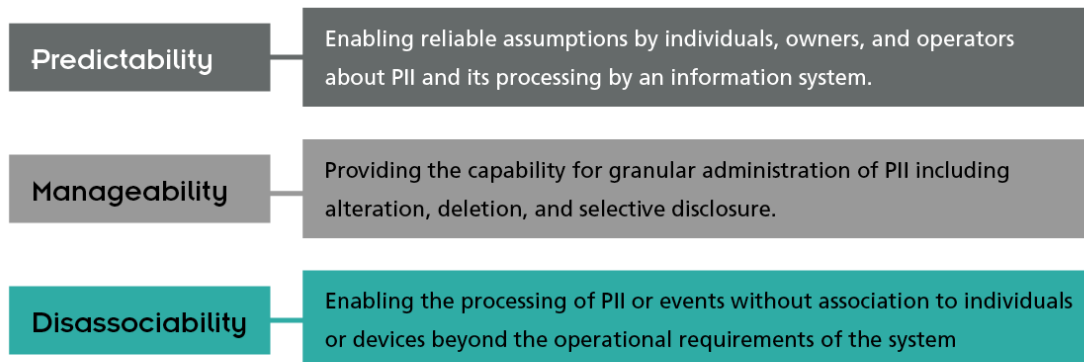 Predictability
Enabling reliable assumptions by individuals, owners, and operators
about PII and its processing by an information system.
Manageability
Providing the capability for granular administration of PII including
alteration, deletion, and selective disclosure.
Disassociability
Enabling the processing of PII or events without association to individuals
or devices beyond the operational requirements of the system